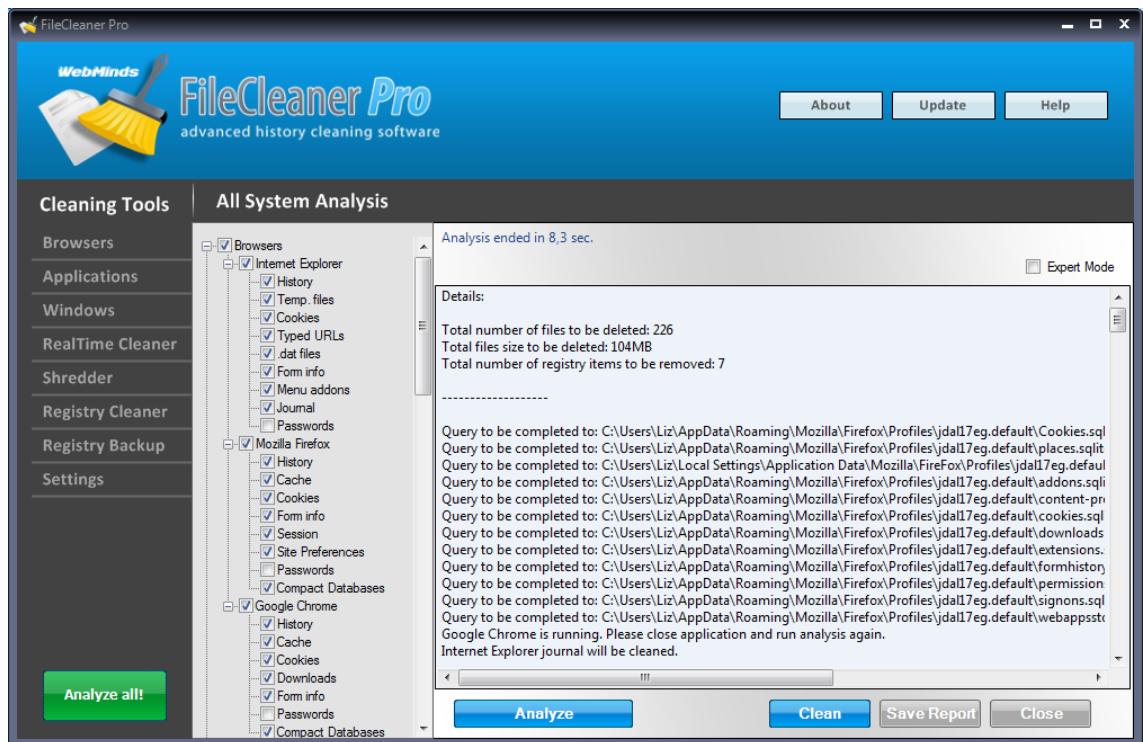 FileCleaner Pro
WebMinds
FileCleaner Pro
advanced history cleaning software
About
Update
Help
Cleaning Tools
Browsers
Applications
Windows
RealTime Cleaner
Shredder
Registry Cleaner
Registry Backup
Settings
Analyze all!
All System Analysis
Browsers
Internet Explorer
History
Temp. files
Cookies
Typed URLs
.dat files
Form info
Menu addons
Journal
Passwords
Mozilla Firefox
History
Cache
Cookies
Form info
Session
Site Preferences
Passwords
Compact Databases
Google Chrome
History
Cache
Cookies
Downloads
Form info
Passwords
Compact Databases
Analysis ended in 8,3 sec.
Expert Mode
Details:
Total number of files to be deleted: 226
Total files size to be deleted: 104MB
Total number of registry items to be removed: 7
-------------------
Query to be completed to: C:\Users\Liz\AppData\Roaming\Mozilla\Firefox\Profiles\jdal17eg.default\Cookies.sql
Query to be completed to: C:\Users\Liz\AppData\Roaming\Mozilla\Firefox\Profiles\jdal17eg.default\places.sqlit
Query to be completed to: C:\Users\Liz\Local Settings\Application Data\Mozilla\FireFox\Profiles\jdal17eg.defaul
Query to be completed to: C:\Users\Liz\AppData\Roaming\Mozilla\Firefox\Profiles\jdal17eg.default\addons.sqli
Query to be completed to: C:\Users\Liz\AppData\Roaming\Mozilla\Firefox\Profiles\jdal17eg.default\content-pre
Query to be completed to: C:\Users\Liz\AppData\Roaming\Mozilla\Firefox\Profiles\jdal17eg.default\cookies.sql
Query to be completed to: C:\Users\Liz\AppData\Roaming\Mozilla\Firefox\Profiles\jdal17eg.default\downloads
Query to be completed to: C:\Users\Liz\AppData\Roaming\Mozilla\Firefox\Profiles\jdal17eg.default\extensions.
Query to be completed to: C:\Users\Liz\AppData\Roaming\Mozilla\Firefox\Profiles\jdal17eg.default\formhistory
Query to be completed to: C:\Users\Liz\AppData\Roaming\Mozilla\Firefox\Profiles\jdal17eg.default\permission
Query to be completed to: C:\Users\Liz\AppData\Roaming\Mozilla\Firefox\Profiles\jdal17eg.default\signons.sql
Query to be completed to: C:\Users\Liz\AppData\Roaming\Mozilla\Firefox\Profiles\jdal17eg.default\webappssto
Google Chrome is running. Please close application and run analysis again.
Internet Explorer journal will be cleaned.
Analyze
Clean
Save Report
Close